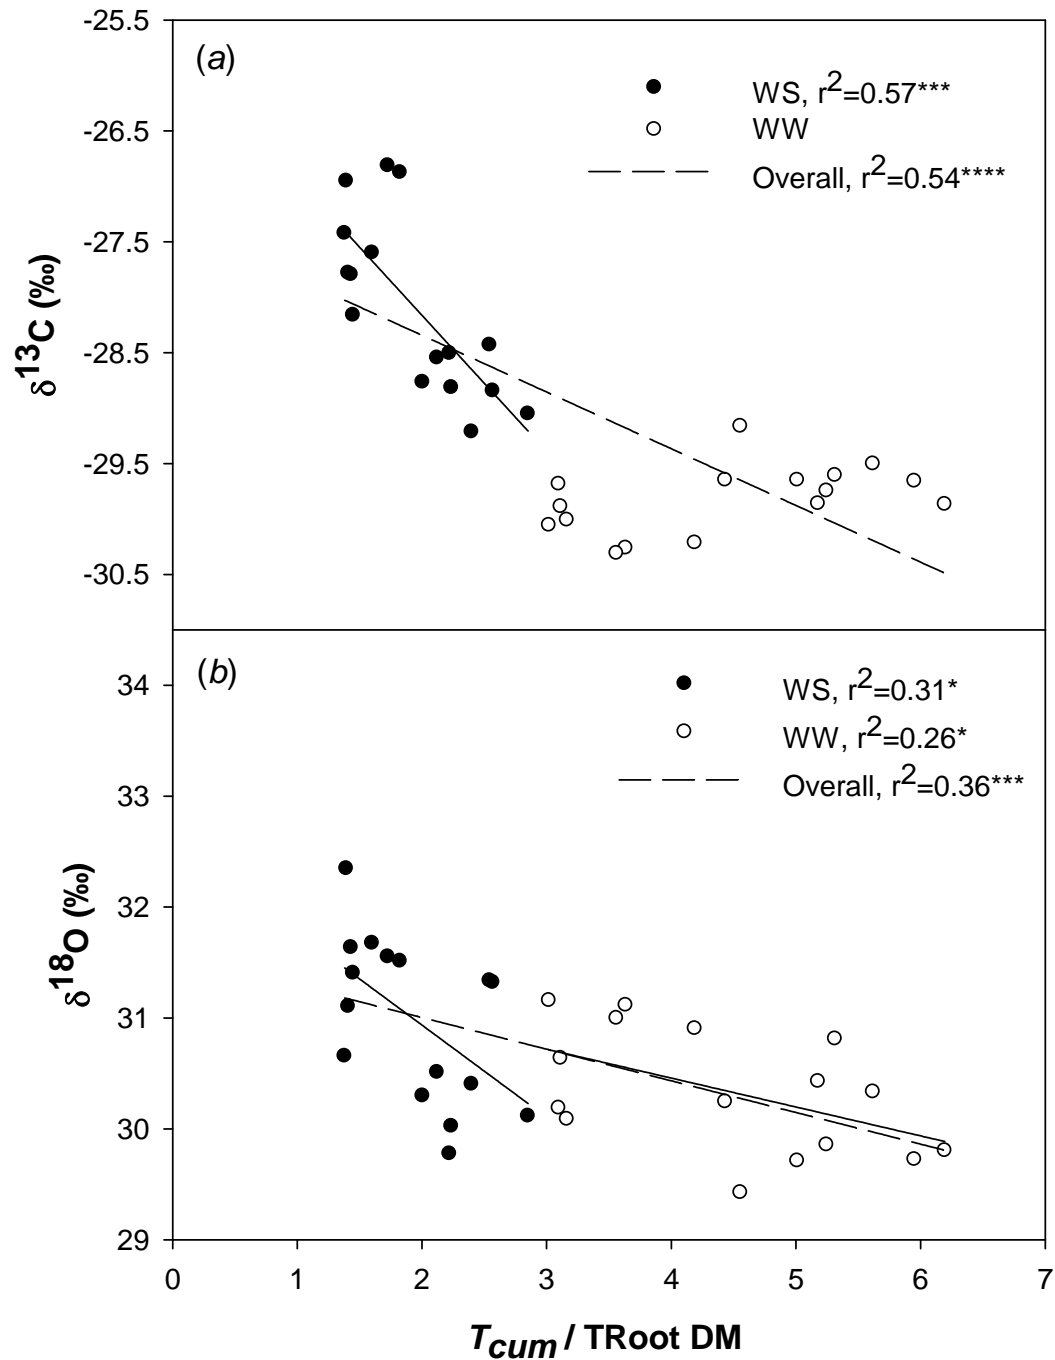 -25.5
(a)
WS, r2=0.57***
-26.5
WW
Overall, r2=0.54****
-27.5
-28.5
-29.5
-30.5
δ13C (‰)
(b)
34
WS, r2=0.31*
WW, r2=0.26*
33
Overall, r2=0.36***
32
31
30
29
δ18O (‰)
0 1 2 3 4 5 6 7
Tcum / TRoot DM